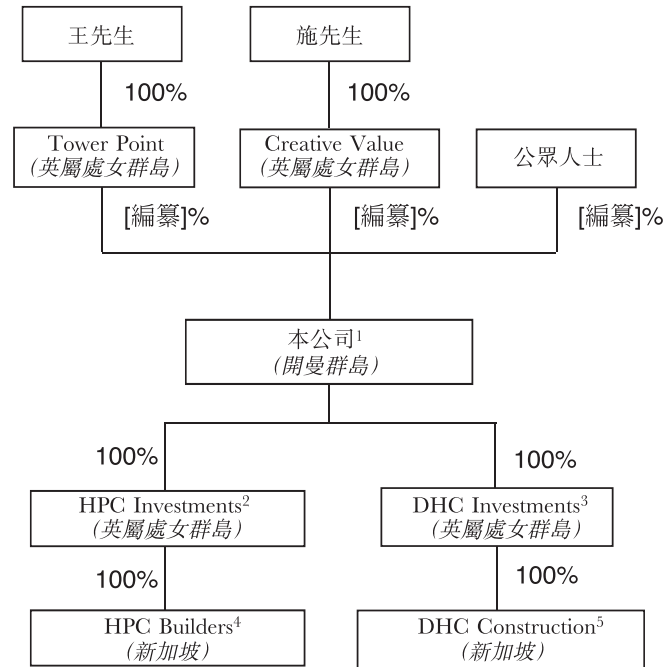 王先生
施先生
100%
100%
Tower Point
(英屬處女群島)
Creative Value
(英屬處女群島)
公眾人士
[編纂]%
[編纂]%
[編纂]%
本公司1
(開曼群島)
100%
100%
HPC Investments2
(英屬處女群島)
DHC Investments3
(英屬處女群島)
100%
100%
HPC Builders4
(新加坡)
DHC Construction5
(新加坡)